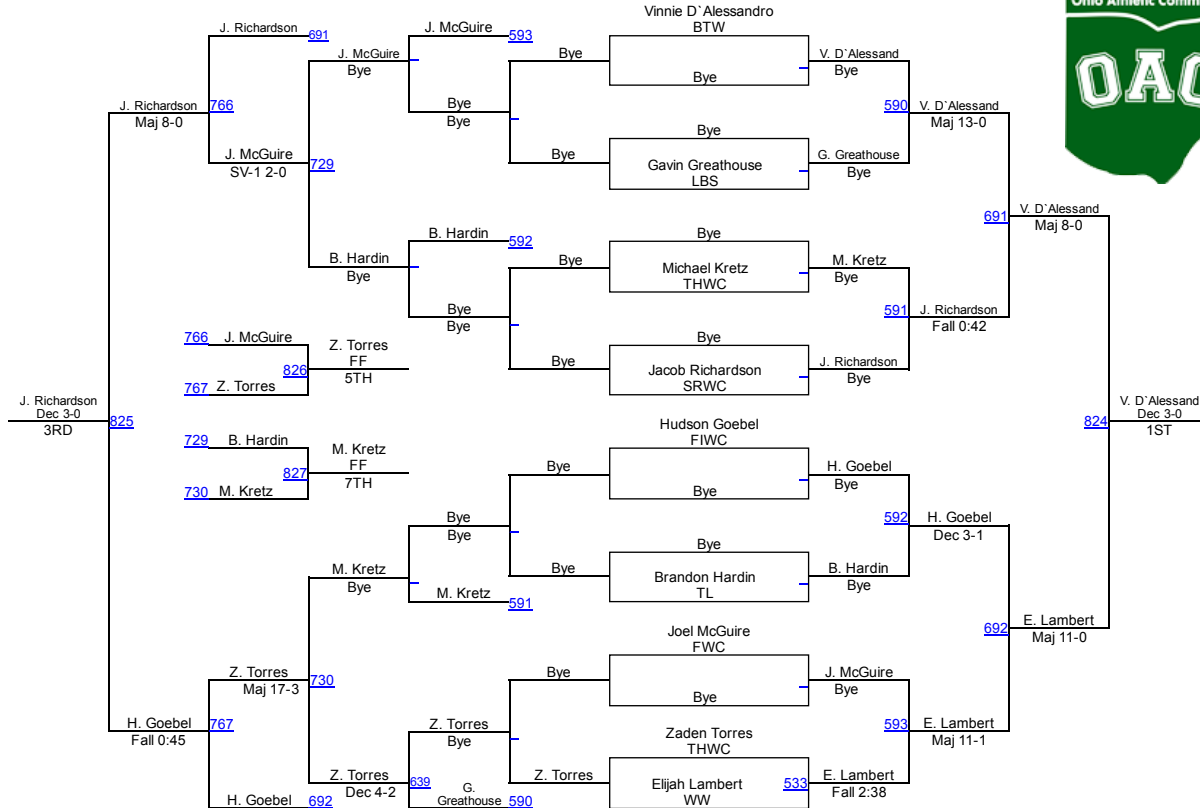 Ohio Athletic Comm
OAC
Vinnie D`Alessandro
BTW
J. Richardson
691
J. McGuire
593
J. McGuire
Bye
Bye
Bye
V. D`Alessand
Bye
J. Richardson
766
Maj 8-0
Bye
Bye
590
V. D`Alessand
Maj 13-0
J. McGuire
729
SV-1 2-0
Bye
Bye
Gavin Greathouse
LBS
G. Greathouse
Bye
691
V. D`Alessand
Maj 8-0
B. Hardin
592
Bye
B. Hardin
Bye
Bye
Michael Kretz
THWC
M. Kretz
Bye
Bye
Bye
591
J. Richardson
Fall 0:42
766
J. McGuire
Z. Torres
FF
5TH
826
767
Z. Torres
Bye
Bye
Jacob Richardson
SRWC
J. Richardson
Bye
J. Richardson
Dec 3-0
3RD
825
V. D`Alessand
Dec 3-0
1ST
824
729
B. Hardin
M. Kretz
FF
7TH
827
730
M. Kretz
Hudson Goebel
FIWC
Bye
Bye
H. Goebel
Bye
Bye
Bye
592
H. Goebel
Dec 3-1
M. Kretz
Bye
M. Kretz
591
Bye
Bye
Brandon Hardin
TL
B. Hardin
Bye
692
E. Lambert
Maj 11-0
Joel McGuire
FWC
Z. Torres
730
Maj 17-3
Bye
Bye
J. McGuire
Bye
H. Goebel
767
Fall 0:45
Z. Torres
Bye
Zaden Torres
THWC
593
E. Lambert
Maj 11-1
Z. Torres
639
Dec 4-2
Z. Torres
Elijah Lambert
WW
533
E. Lambert
Fall 2:38
H. Goebel
692
G.
Greathouse
590